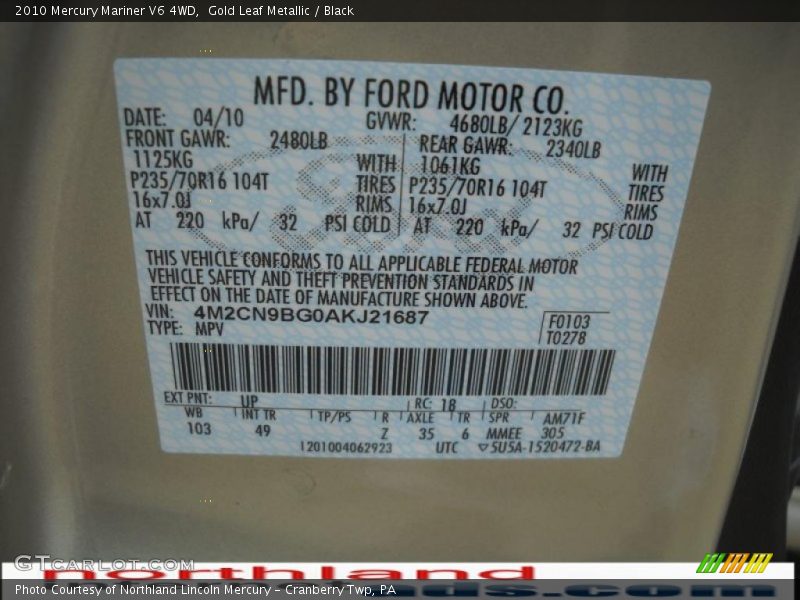 2010 Mercury Mariner V6 4WD,  Gold Leaf Metallic / Black
MFD. BY FORD MOTOR CO.
DATE: 04/10 GVWR: 4680LB/ 2123KG
FRONT GAWR: 2480LB REAR GAWR: 2340LB
1125KG WITH 1061KG WITH
P235/70R16 104T TIRES P235/70R16 104T TIRES
16x7.0J RIMS 16x7.0J RIMS
AT 220 kPa/ 32 PSI COLD AT 220 kPa/ 32 PSI COLD
THIS VEHICLE CONFORMS TO ALL APPLICABLE FEDERAL MOTOR
VEHICLE SAFETY AND THEFT PREVENTION STANDARDS IN
EFFECT ON THE DATE OF MANUFACTURE SHOWN ABOVE.
VIN: 4M2CN9BG0AKJ21687 F0103
TYPE: MPV T0278
EXT PNT: UP RC: 18 DSO:
WB INT TR TP/PS R AXLE TR SPR AM71F
103 49 Z 35 6 MMEE 305
1201004062923 UTC ▽5U5A-1520472-BA
GTCarLot.com
northland
Photo Courtesy of Northland Lincoln Mercury – Cranberry Twp, PA